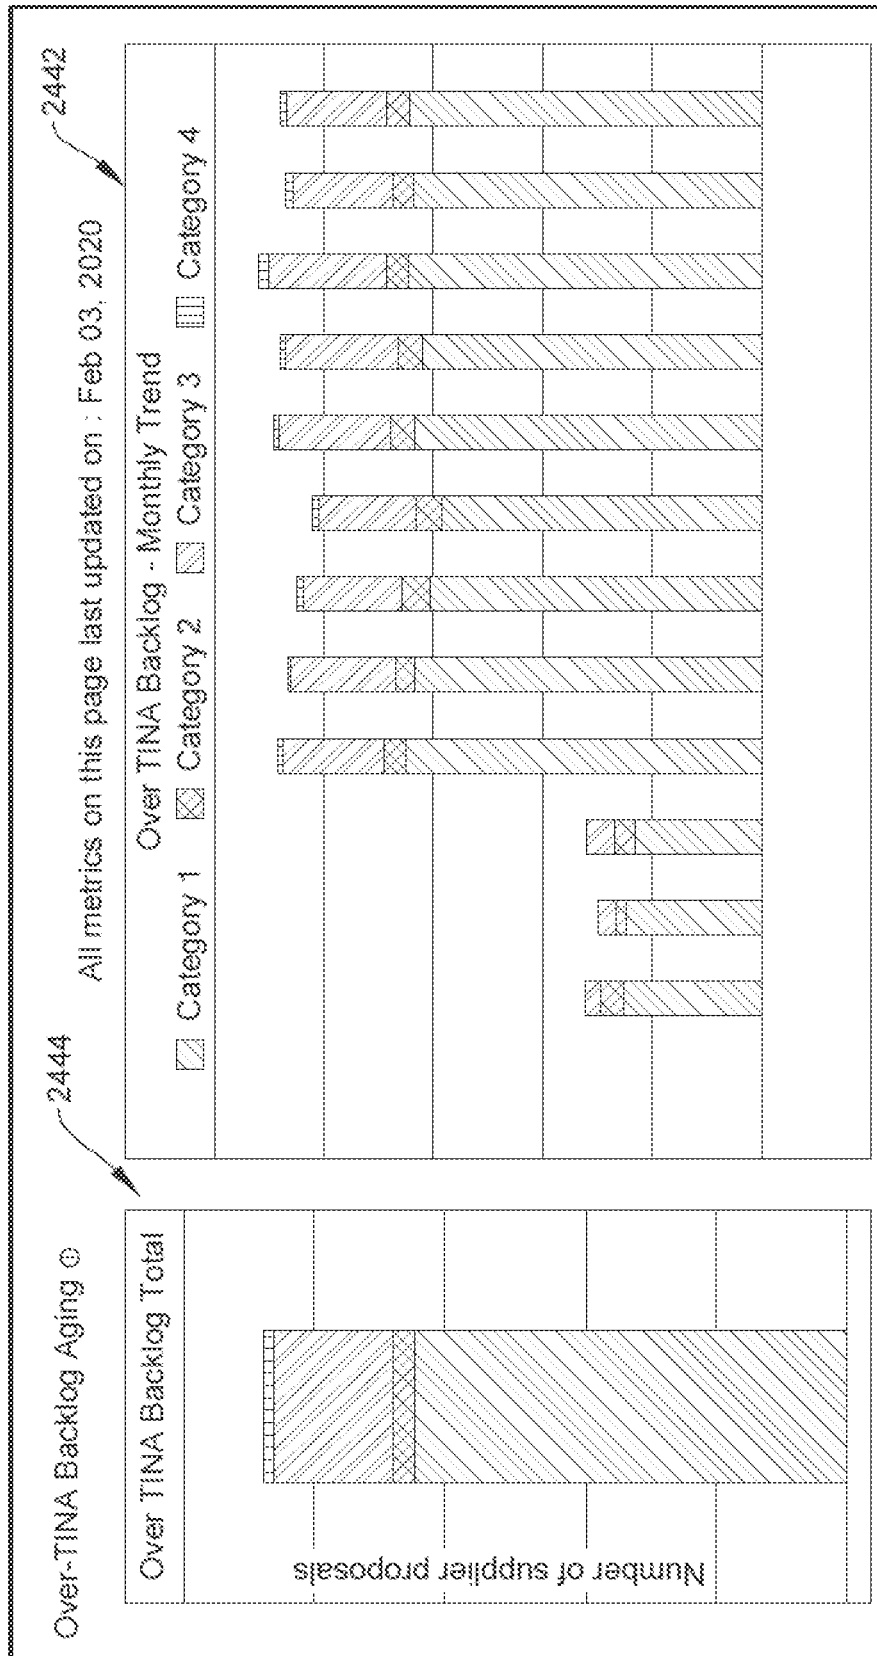 Over-TINA Backlog Aging
All metrics on this page last updated on : Feb 03, 2020
2444
2442
Over TINA Backlog Total
Number of supplier proposals
Over TINA Backlog - Monthly Trend
Category 1
Category 2
Category 3
Category 4